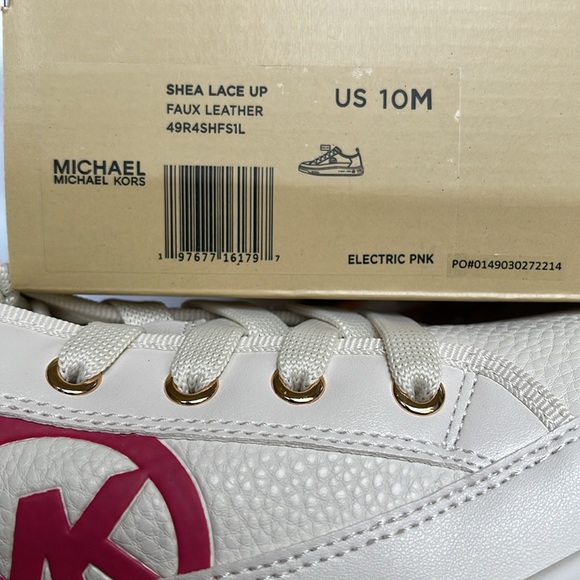 SHEA LACE UP
FAUX LEATHER
49R4SHFS1L
US 10M
MICHAEL
MICHAEL KORS
1 97677 16179 7
ELECTRIC PNK
PO#0149030272214
K